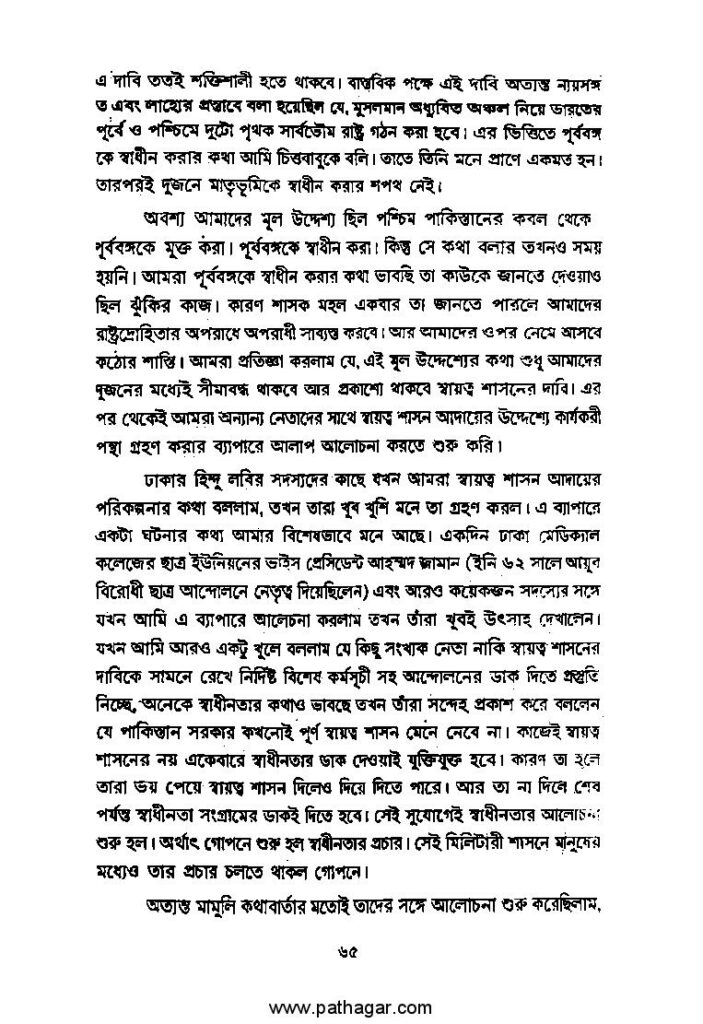 এ দাবি ততই শক্তিশালী হতে থাকবে। বাস্তবিক পক্ষে এই দাবি অত্যন্ত ন্যায়সঙ্গ
ত এবং লাহোর প্রস্তাবে বলা হয়েছিল যে, মুসলমান অধ্যুষিত অঞ্চল নিয়ে ভারতের
পূর্বে ও পশ্চিমে দুটো পৃথক সার্বভৌম রাষ্ট্র গঠন করা হবে। এর ভিত্তিতে পূর্ববঙ্গ
কে স্বাধীন করার কথা আমি চিত্তবাবুকে বলি। তাতে তিনি মনে প্রাণে একমত হন।
তারপরই দুজনে মাতৃভূমিকে স্বাধীন করার শপথ নেই।
অবশ্য আমাদের মূল উদ্দেশ্য ছিল পশ্চিম পাকিস্তানের কবল থেকে
পূর্ববঙ্গকে মুক্ত করা। পূর্ববঙ্গকে স্বাধীন করা। কিন্তু সে কথা বলার তখনও সময়
হয়নি। আমরা পূর্ববঙ্গকে স্বাধীন করার কথা ভাবছি তা কাউকে জানতে দেওয়াও
ছিল ঝুঁকির কাজ। কারণ শাসক মহল একবার তা জানতে পারলে আমাদের
রাষ্ট্রদ্রোহিতার অপরাধে অপরাধী সাব্যস্ত করবে। আর আমাদের ওপর নেমে আসবে
কঠোর শাস্তি। আমরা প্রতিজ্ঞা করলাম যে, এই মূল উদ্দেশ্যের কথা শুধু আমাদের
দুজনের মধ্যেই সীমাবদ্ধ থাকবে আর প্রকাশ্যে থাকবে স্বায়ত্ব শাসনের দাবি। এর
পর থেকেই আমরা অন্যান্য নেতাদের সাথে স্বায়ত্ব শাসন আদায়ের উদ্দেশ্যে কার্যকরী
পন্থা গ্রহণ করার ব্যাপারে আলাপ আলোচনা করতে শুরু করি।
ঢাকার হিন্দু লবির সদস্যদের কাছে যখন আমরা স্বায়ত্ব শাসন আদায়ের
পরিকল্পনার কথা বললাম, তখন তারা খুব খুশি মনে তা গ্রহণ করল। এ ব্যাপারে
একটা ঘটনার কথা আমার বিশেষভাবে মনে আছে। একদিন ঢাকা মেডিক্যাল
কলেজের ছাত্র ইউনিয়নের ভাইস প্রেসিডেন্ট আহম্মদ জামান (ইনি ৬২ সালে আয়ূব
বিরোধী ছাত্র আন্দোলনে নেতৃত্ব দিয়েছিলেন) এবং আরও কয়েকজন সদস্যের সঙ্গে
যখন আমি এ ব্যাপারে আলোচনা করলাম তখন তাঁরা খুবই উৎসাহ দেখালেন।
যখন আমি আরও একটু খুলে বললাম যে কিছু সংখ্যক নেতা নাকি স্বায়ত্ব শাসনের
দাবিকে সামনে রেখে নির্দিষ্ট বিশেষ কর্মসূচী সহ আন্দোলনের ডাক দিতে প্রস্তুতি
নিচ্ছে, অনেকে স্বাধীনতার কথাও ভাবছে তখন তাঁরা সন্দেহ প্রকাশ করে বললেন
যে পাকিস্তান সরকার কখনোই পূর্ণ স্বায়ত্ব শাসন মেনে নেবে না। কাজেই স্বায়ত্ব
শাসনের নয় একেবারে স্বাধীনতার ডাক দেওয়াই যুক্তিযুক্ত হবে। কারণ তা হলে
তারা ভয় পেয়ে স্বায়ত্ব শাসন দিলেও দিয়ে দিতে পারে। আর তা না দিলে শেষ
পর্যন্ত স্বাধীনতা সংগ্রামের ডাকই দিতে হবে। সেই সুযোগেই স্বাধীনতার আলোচনা
শুরু হল। অর্থাৎ গোপনে শুরু হল স্বাধীনতার প্রচার। সেই মিলিটারী শাসনে মানুষের
মধ্যেও তার প্রচার চলতে থাকল গোপনে।
অত্যন্ত মামুলি কথাবার্তার মতোই তাদের সঙ্গে আলোচনা শুরু করেছিলাম,
৬৫
www.pathagar.com